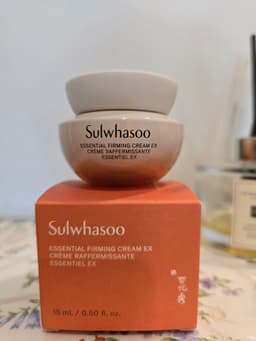 Sulwhasoo
ESSENTIAL FIRMING CREAM EX
CRÈME RAFFERMISSANTE
ESSENTIEL EX
Sulwhasoo
ESSENTIAL FIRMING CREAM EX
CRÈME RAFFERMISSANTE
ESSENTIEL EX
15 mL / 0.50 fl. oz.